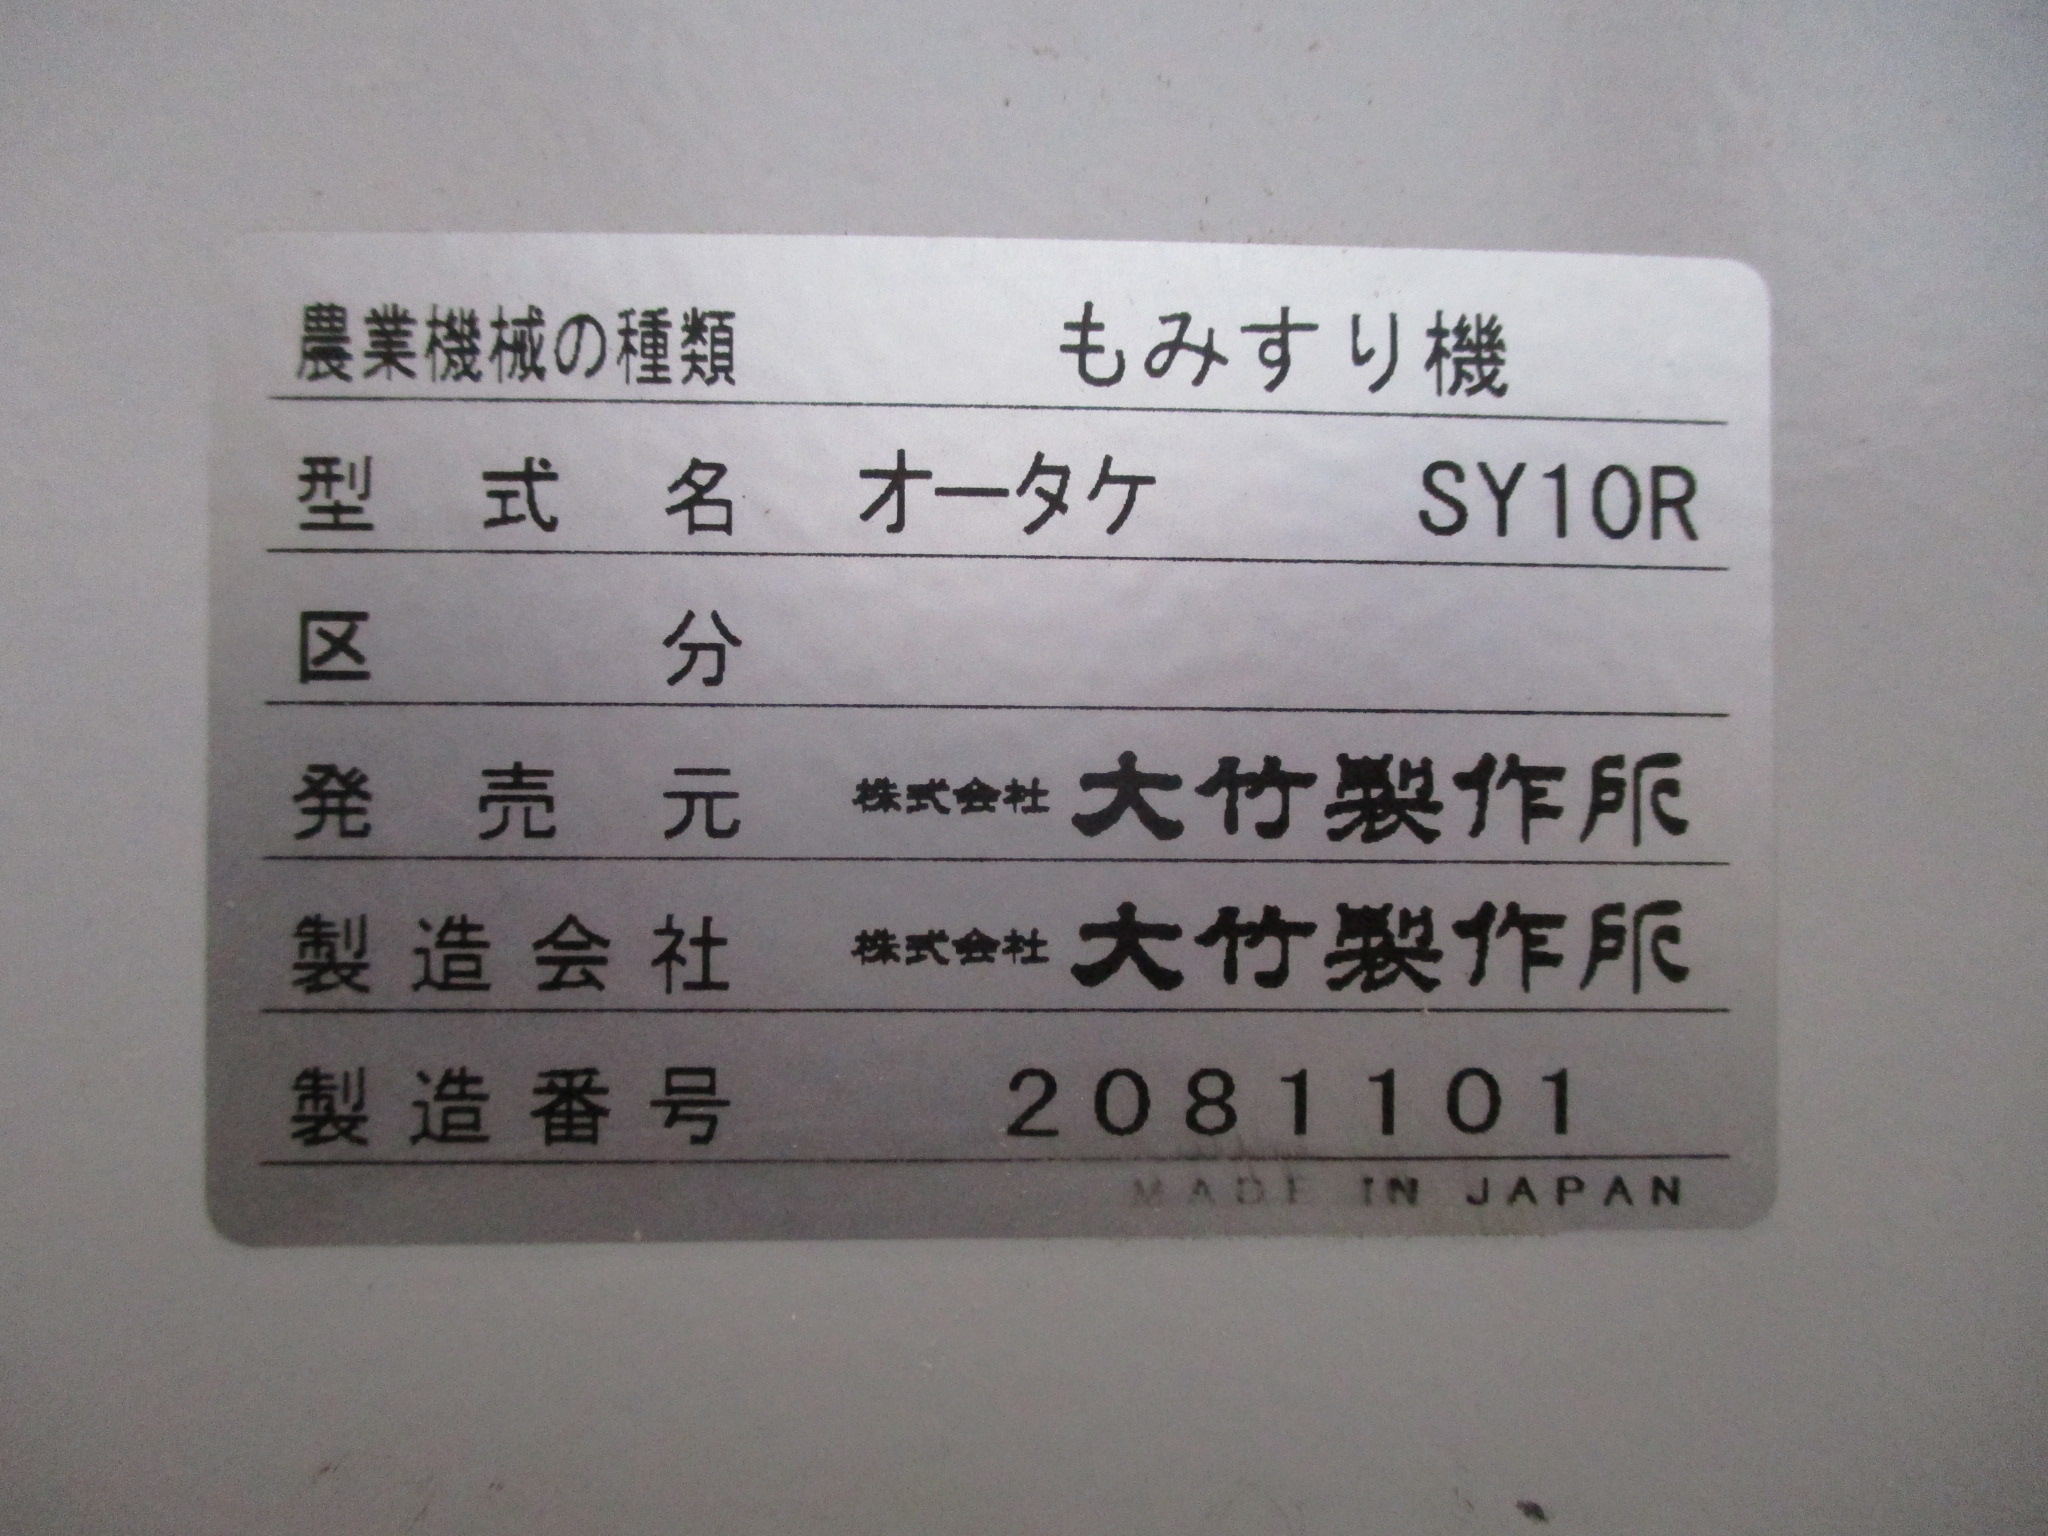 農業機械の種類 もみすり機
型式名 オータケ SY10R
区分
発売元 株式会社 大竹製作所
製造会社 株式会社 大竹製作所
製造番号 2081101
MADE IN JAPAN